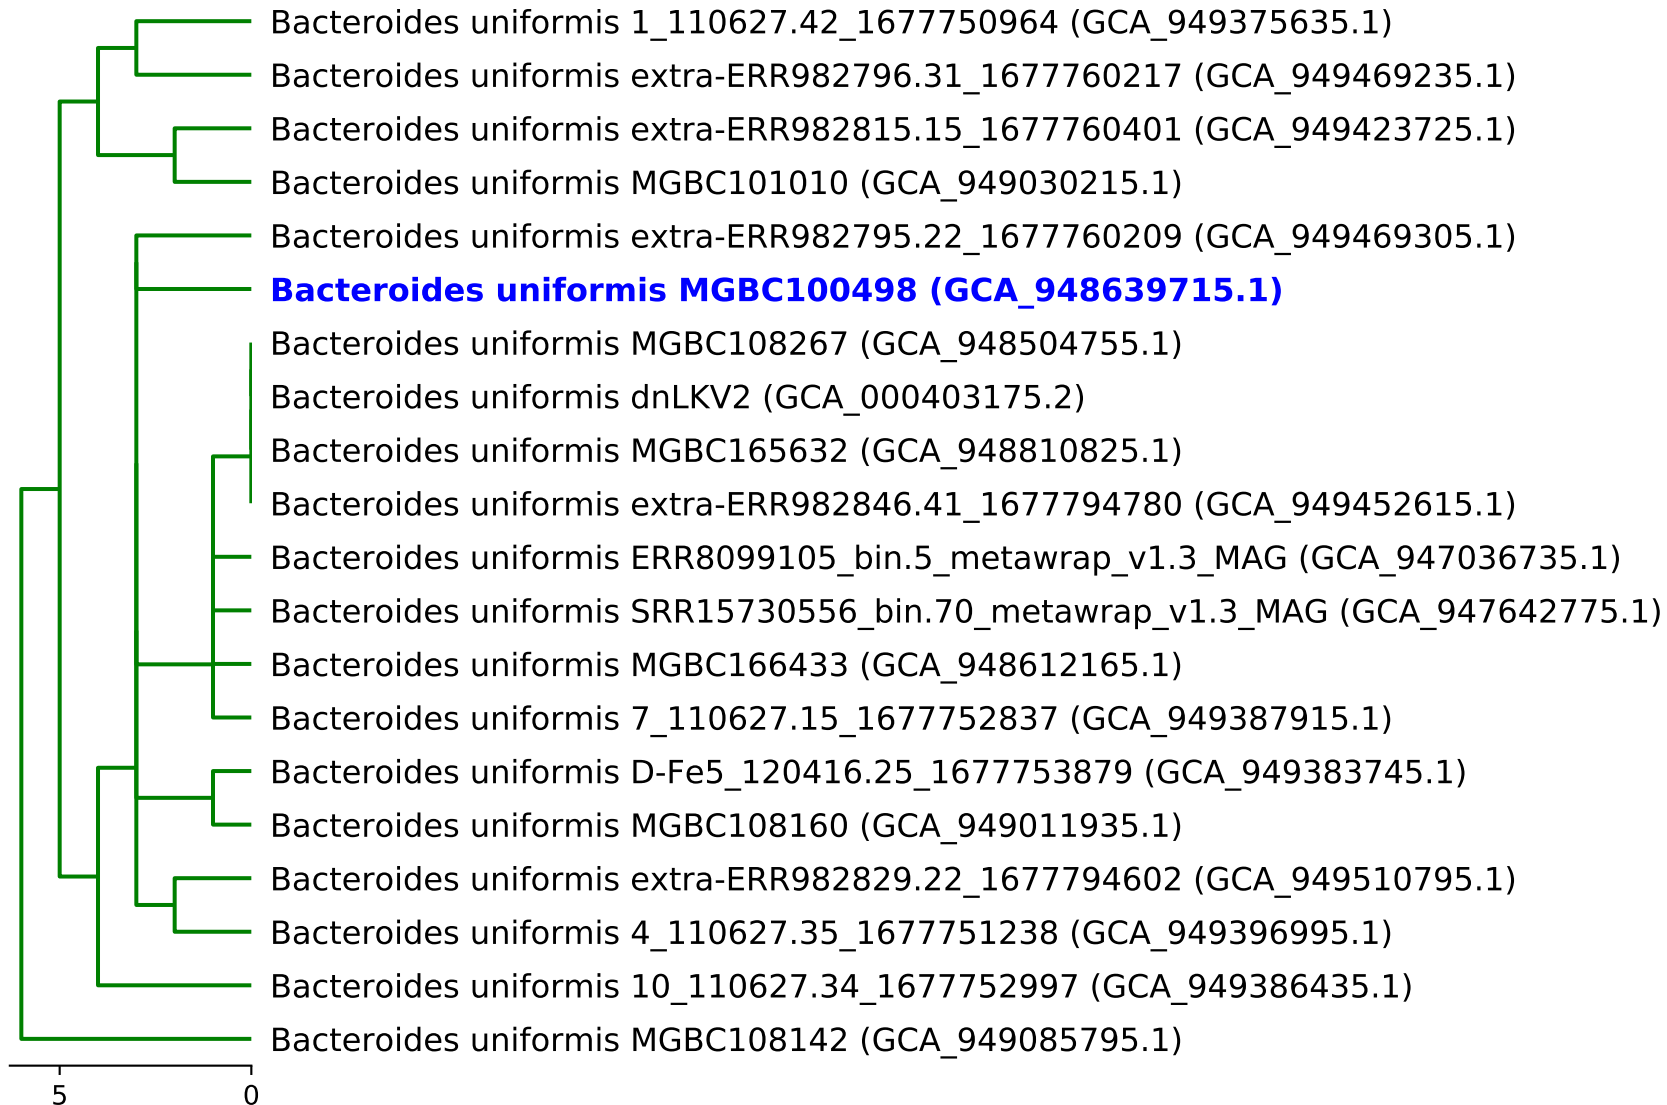 Bacteroides uniformis 1_110627.42_1677750964 (GCA_949375635.1)
Bacteroides uniformis extra-ERR982796.31_1677760217 (GCA_949469235.1)
Bacteroides uniformis extra-ERR982815.15_1677760401 (GCA_949423725.1)
Bacteroides uniformis MGBC101010 (GCA_949030215.1)
Bacteroides uniformis extra-ERR982795.22_1677760209 (GCA_949469305.1)
Bacteroides uniformis MGBC100498 (GCA_948639715.1)
Bacteroides uniformis MGBC108267 (GCA_948504755.1)
Bacteroides uniformis dnLKV2 (GCA_000403175.2)
Bacteroides uniformis MGBC165632 (GCA_948810825.1)
Bacteroides uniformis extra-ERR982846.41_1677794780 (GCA_949452615.1)
Bacteroides uniformis ERR8099105_bin.5_metawrap_v1.3_MAG (GCA_947036735.1)
Bacteroides uniformis SRR15730556_bin.70_metawrap_v1.3_MAG (GCA_947642775.1)
Bacteroides uniformis MGBC166433 (GCA_948612165.1)
Bacteroides uniformis 7_110627.15_1677752837 (GCA_949387915.1)
Bacteroides uniformis D-Fe5_120416.25_1677753879 (GCA_949383745.1)
Bacteroides uniformis MGBC108160 (GCA_949011935.1)
Bacteroides uniformis extra-ERR982829.22_1677794602 (GCA_949510795.1)
Bacteroides uniformis 4_110627.35_1677751238 (GCA_949396995.1)
Bacteroides uniformis 10_110627.34_1677752997 (GCA_949386435.1)
Bacteroides uniformis MGBC108142 (GCA_949085795.1)
5 0